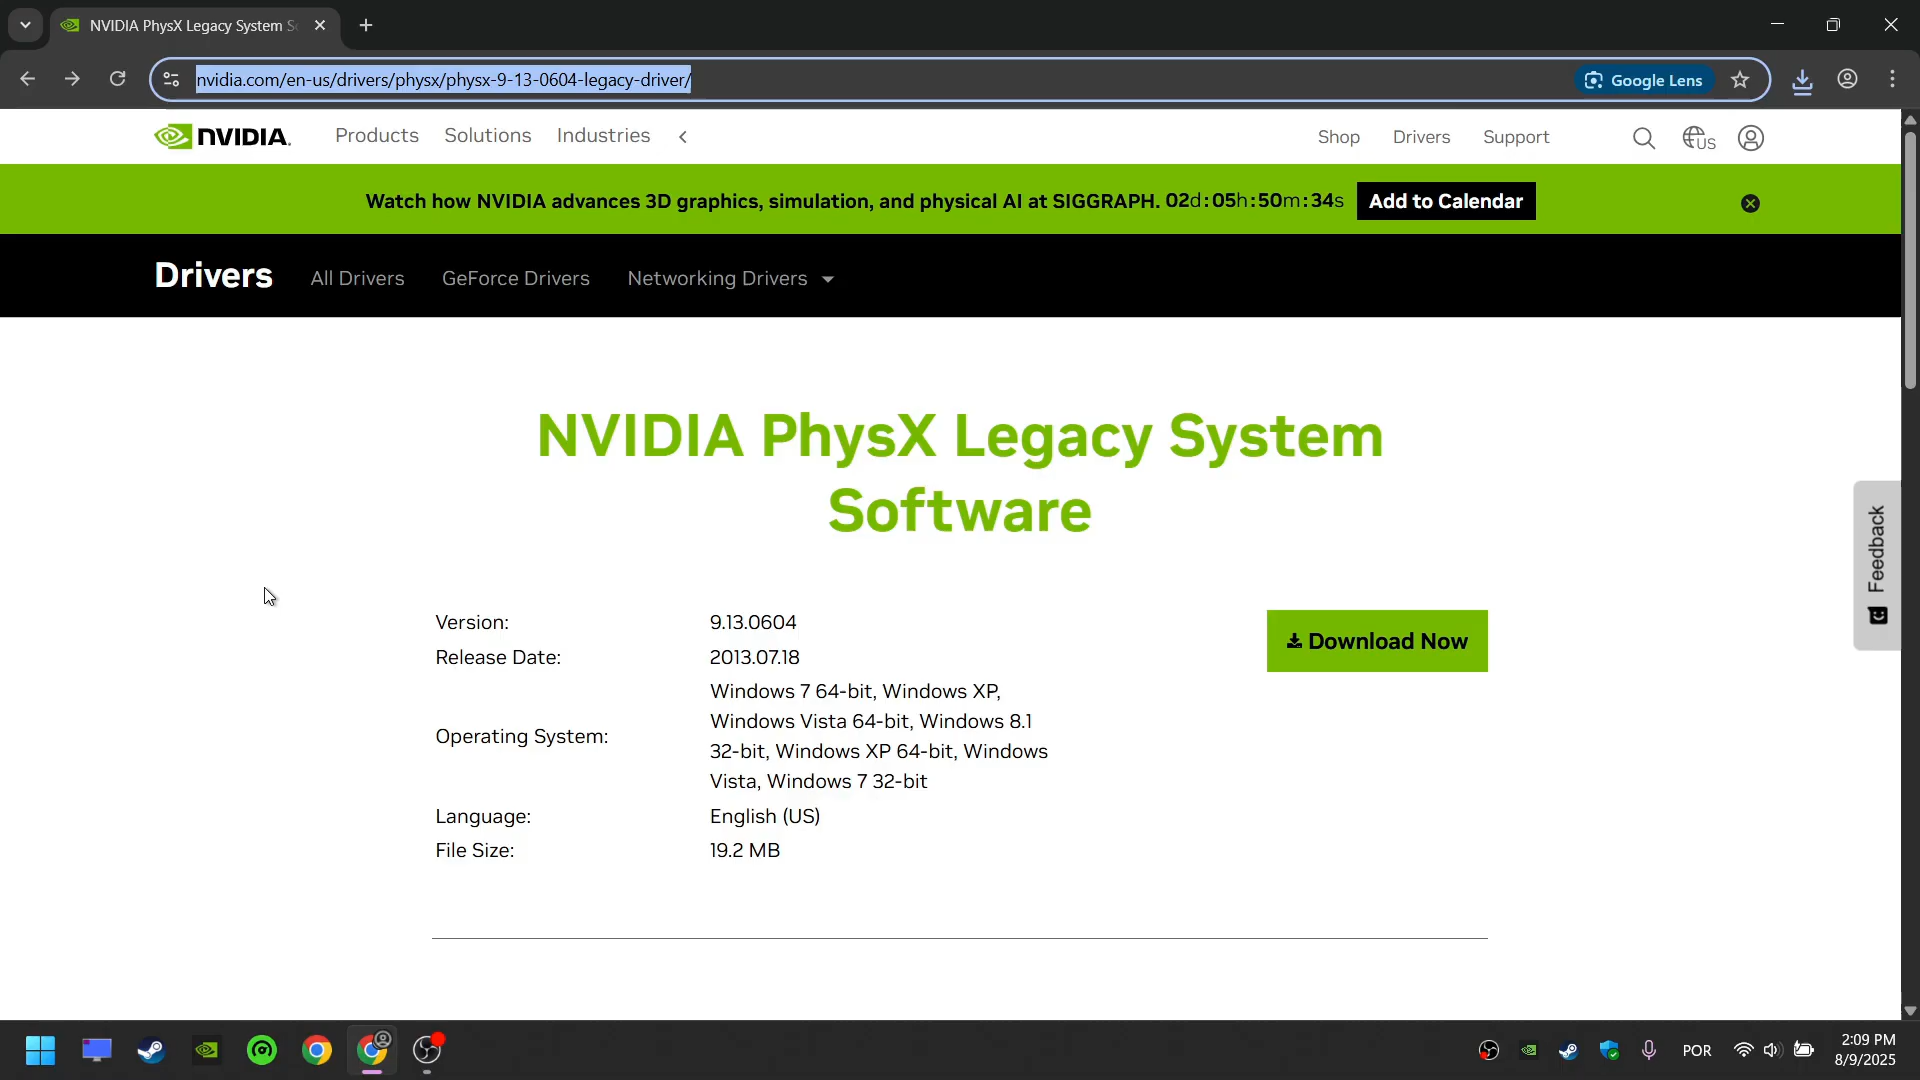 NVIDIA PhysX Legacy System S
nvidia.com/en-us/drivers/physx/physx-9-13-0604-legacy-driver/
Google Lens
NVIDIA.
Products
Solutions
Industries
Shop
Drivers
Support
US
Watch how NVIDIA advances 3D graphics, simulation, and physical AI at SIGGRAPH. 02d:05h:50m:34s
Add to Calendar
Drivers
All Drivers
GeForce Drivers
Networking Drivers
NVIDIA PhysX Legacy System
Software
Version: 9.13.0604
Release Date: 2013.07.18
Operating System:
Windows 7 64-bit, Windows XP,
Windows Vista 64-bit, Windows 8.1
32-bit, Windows XP 64-bit, Windows
Vista, Windows 7 32-bit
Language: English (US)
File Size: 19.2 MB
Download Now
Feedback
POR
2:09 PM
8/9/2025